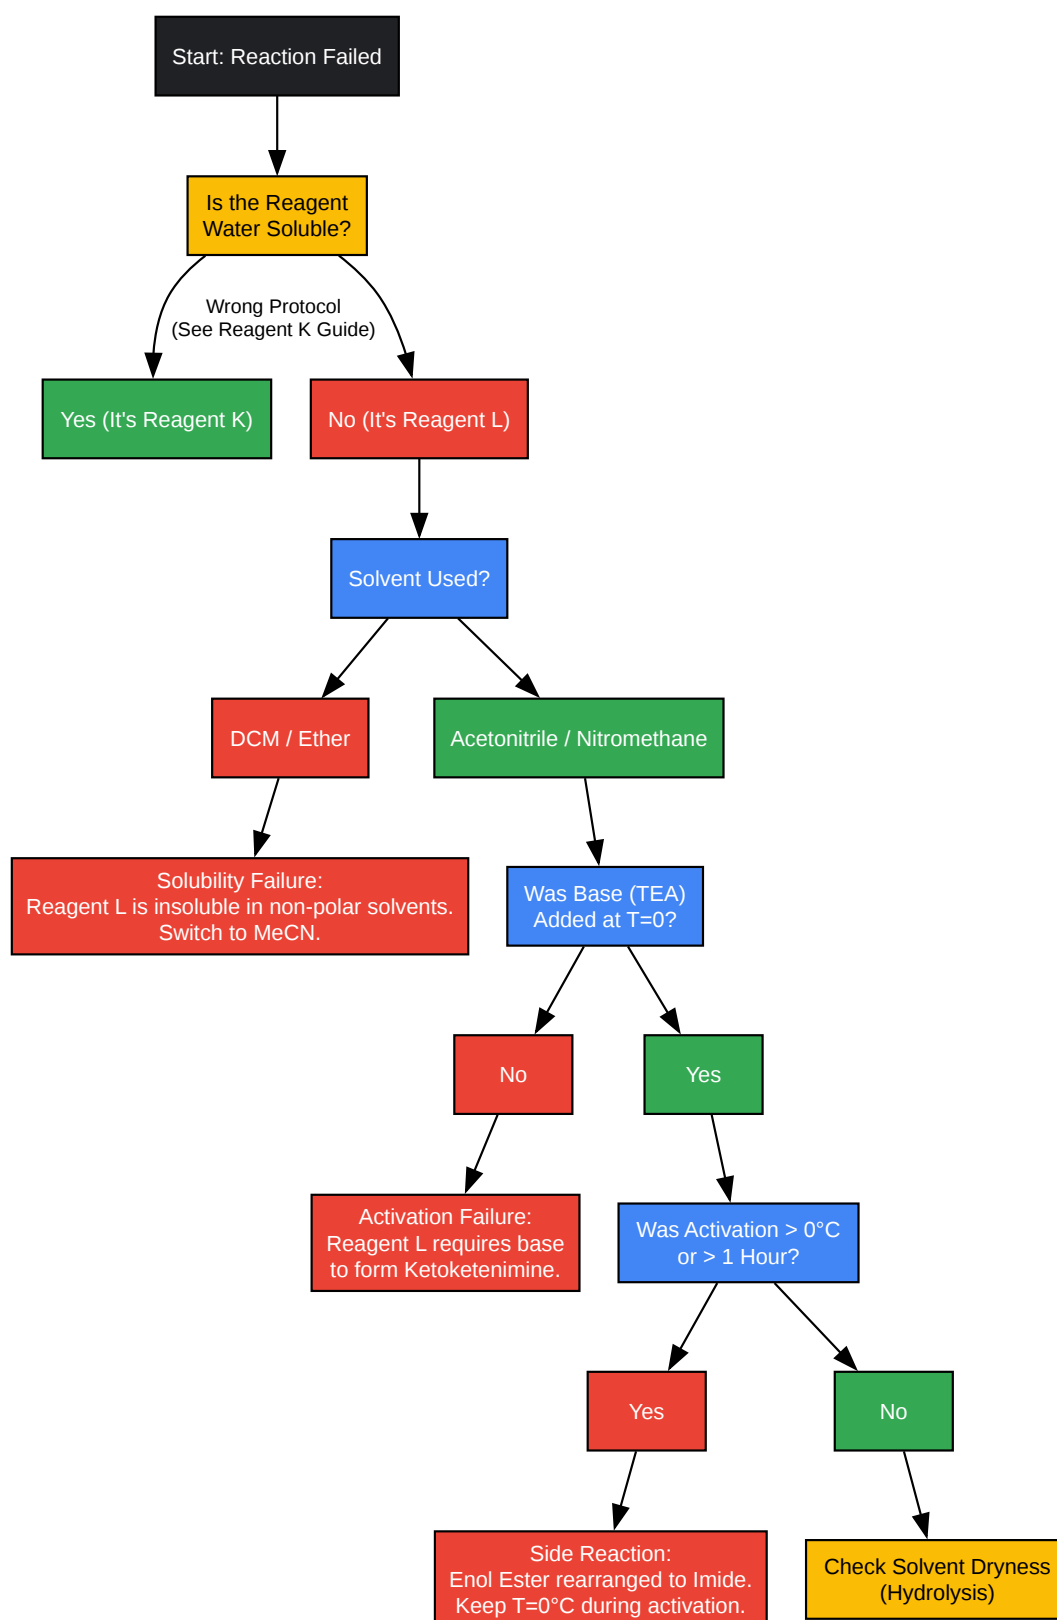 Start: Reaction Failed
Is the Reagent
Water Soluble?
Wrong Protocol
(See Reagent K Guide)
Yes (It's Reagent K)
No (It's Reagent L)
Solvent Used?
DCM / Ether
Acetonitrile / Nitromethane
Solubility Failure:
Reagent L is insoluble in non-polar solvents.
Switch to MeCN.
Was Base (TEA)
Added at T=0?
No
Yes
Activation Failure:
Reagent L requires base
to form Ketoketenimine.
Was Activation > 0°C
or > 1 Hour?
Yes
No
Side Reaction:
Enol Ester rearranged to Imide.
Keep T=0°C during activation.
Check Solvent Dryness
(Hydrolysis)